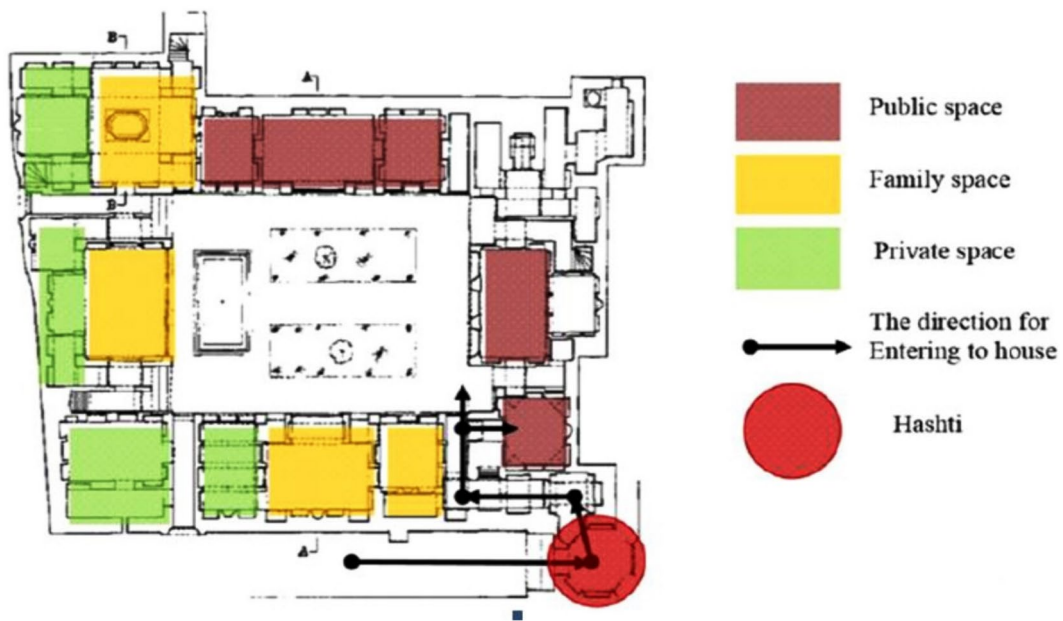 B
A
B
A
Public space
Family space
Private space
The direction for
Entering to house
Hashti